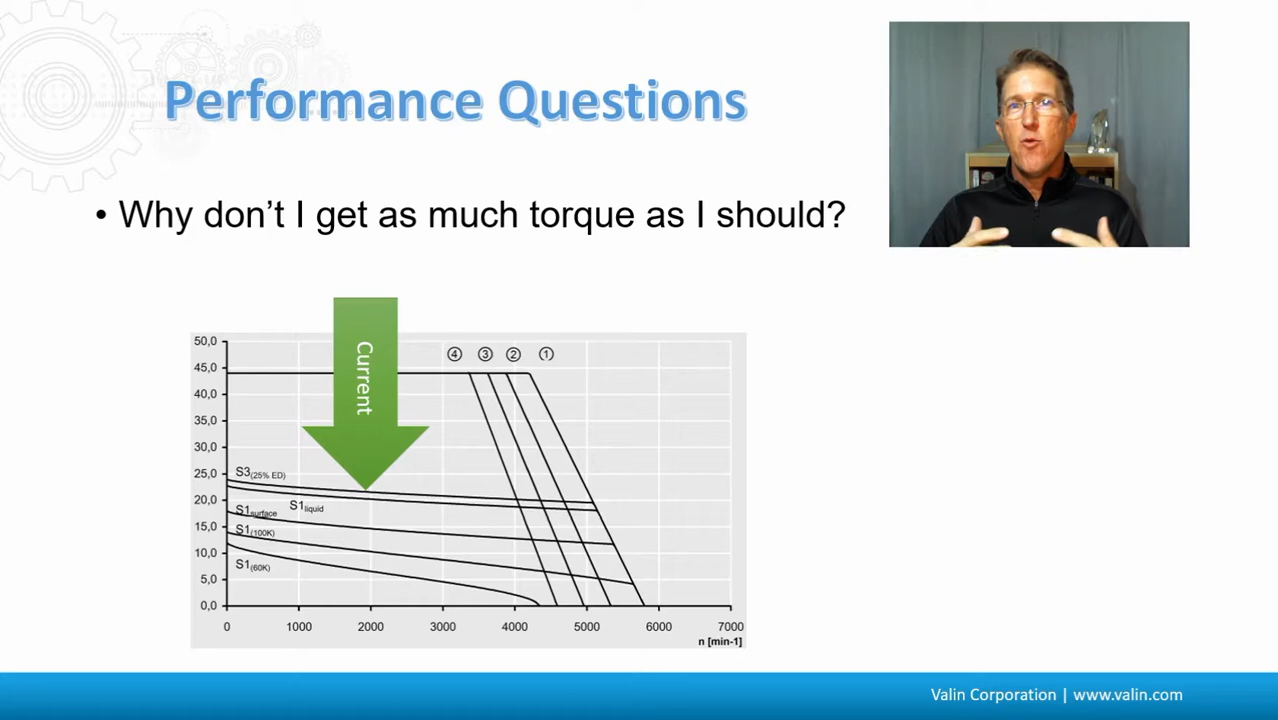 Performance Questions
• Why don't I get as much torque as I should?
Current
④ ③ ② ①
50,0
45,0
40,0
35,0
30,0
25,0
20,0
15,0
10,0
5,0
0,0
S3(25% ED)
S1liquid
S1surface
S1(100K)
S1(60K)
0 1000 2000 3000 4000 5000 6000 7000
n [min-1]
Valin Corporation | www.valin.com